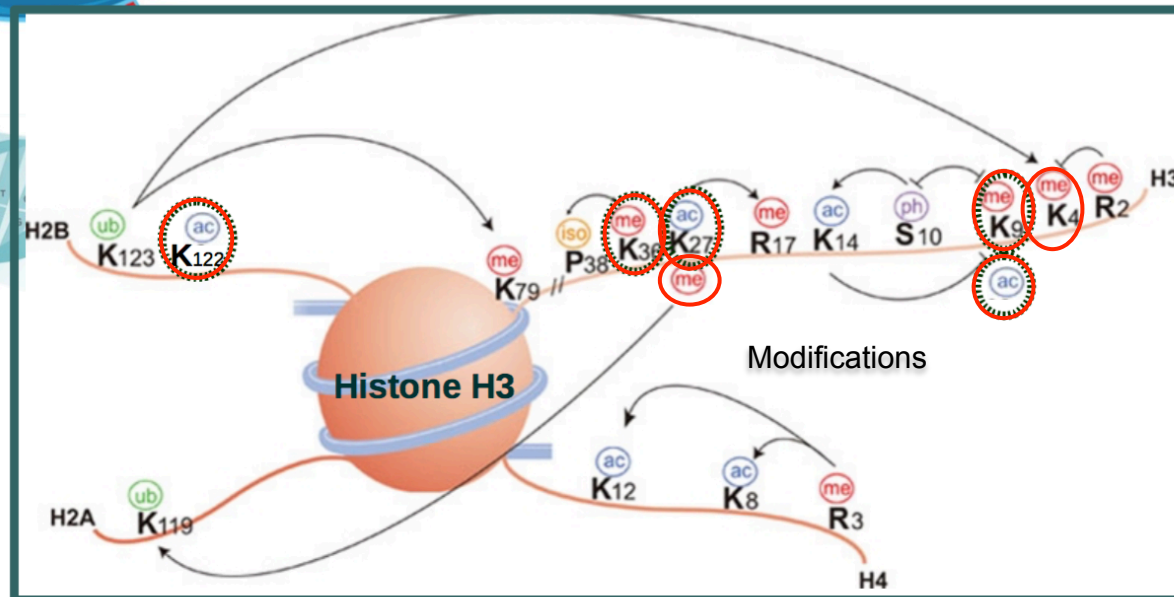 H2B
ub
K123
ac
K122
me
K79 //
iso
P38
me
K36
ac
K27
me
me
R17
ac
K14
ph
S10
me
K9
ac
me
K4
me
R2
H3
Modifications
Histone H3
H2A
ub
K119
ac
K12
ac
K8
me
R3
H4